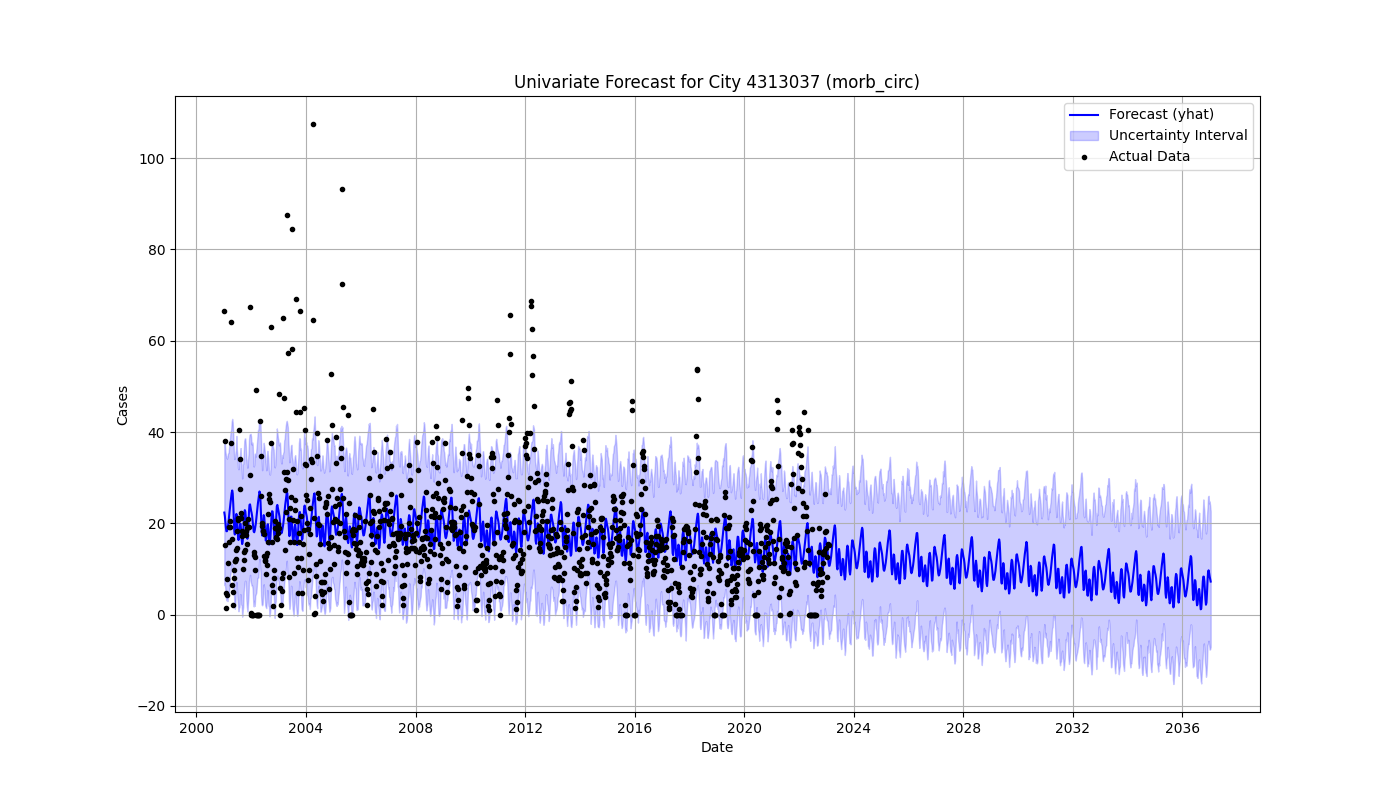 Univariate Forecast for City 4313037 (morb_circ)
Forecast (yhat)
Uncertainty Interval
Actual Data
Cases
100
80
60
40
20
0
−20
2000 2004 2008 2012 2016 2020 2024 2028 2032 2036
Date